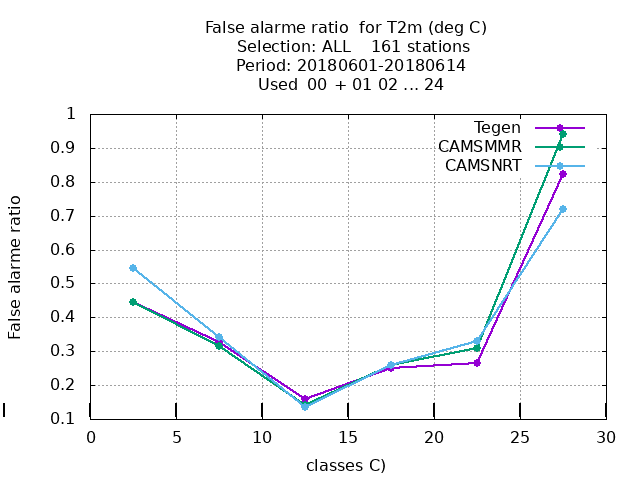 False alarme ratio  for T2m (deg C)
Selection: ALL    161 stations
Period: 20180601-20180614
Used  00  + 01 02 ... 24
Tegen
CAMSMMR
CAMSNRT
1
0.9
0.8
0.7
0.6
0.5
0.4
0.3
0.2
0.1
False alarme ratio
0 5 10 15 20 25 30
classes C)